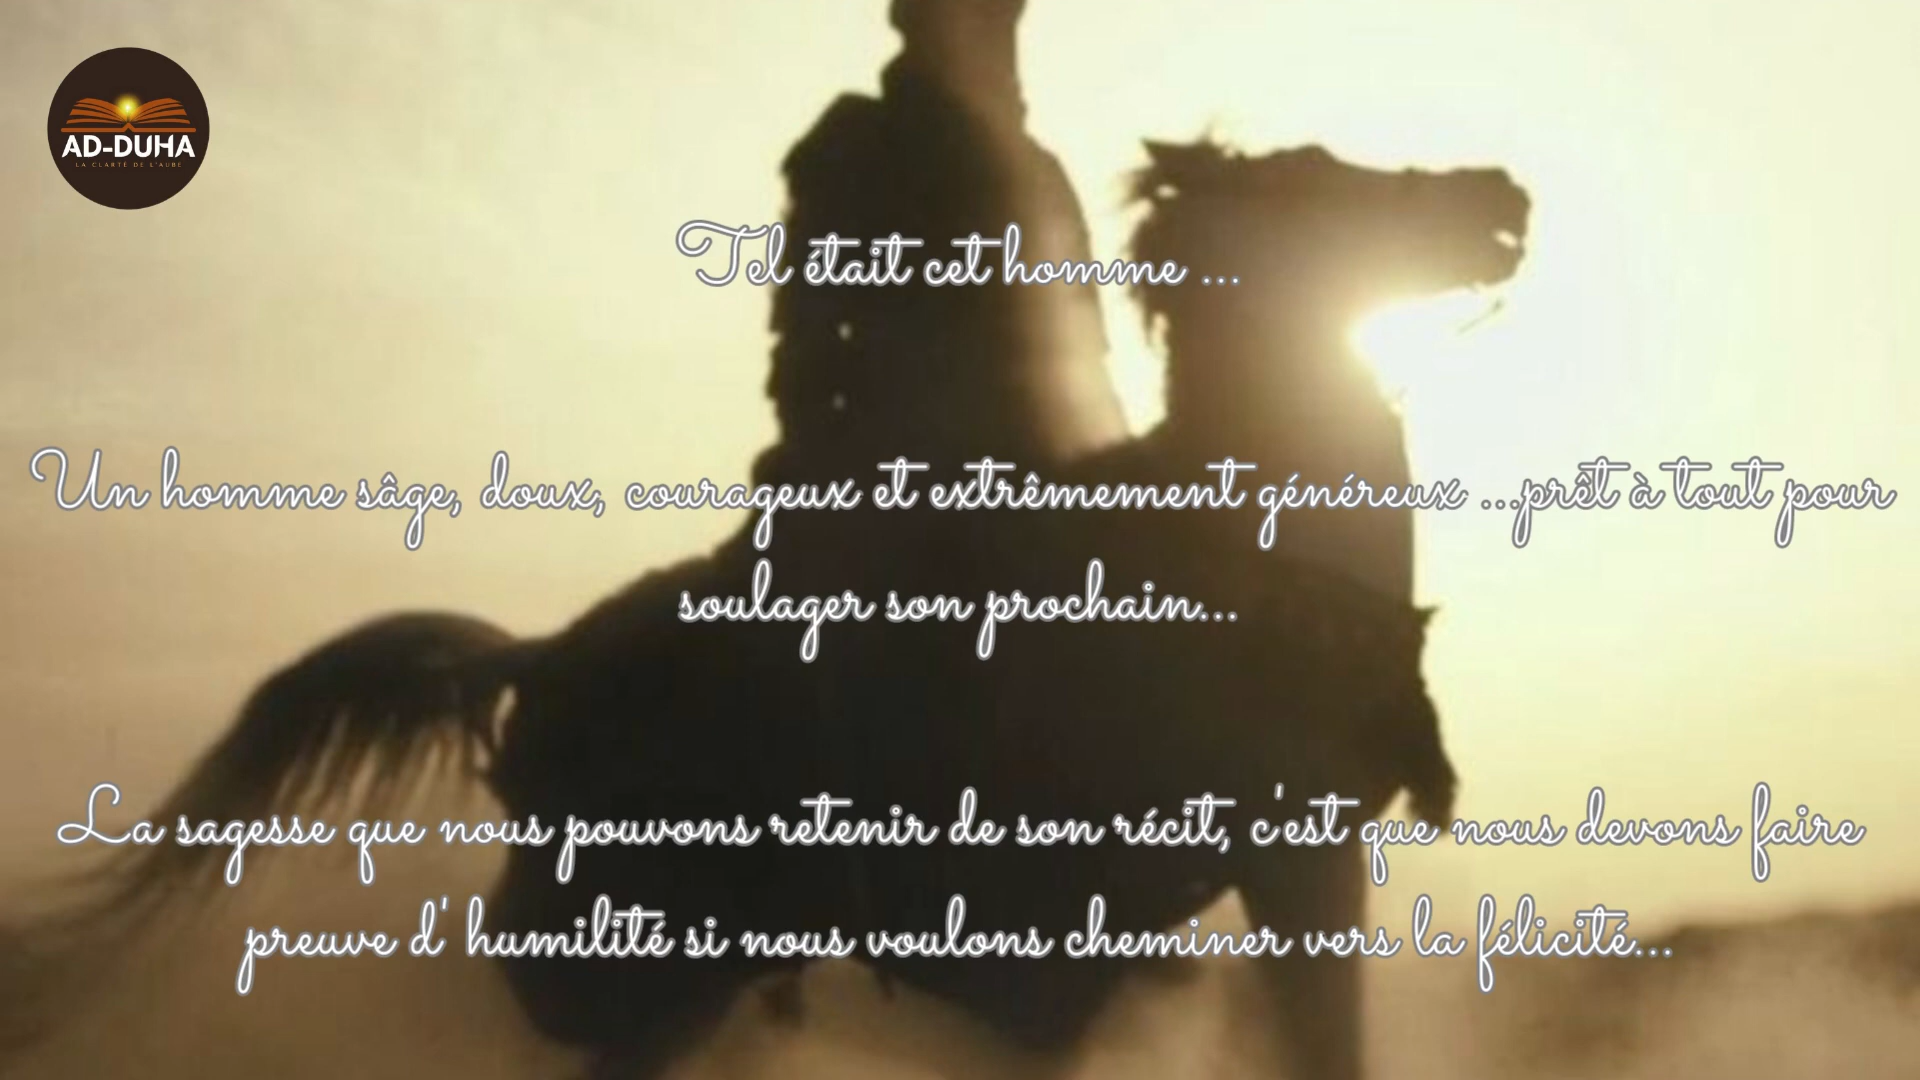 AD-DUHA
LA CLARTÉ DE L'AUBE
Tel était cet homme ...
Un homme sâge, doux, courageux et extrêmement généreux ...prêt à tout pour
soulager son prochain...
La sagesse que nous pouvons retenir de son récit, c'est que nous devons faire
preuve d' humilité si nous voulons cheminer vers la félicité...